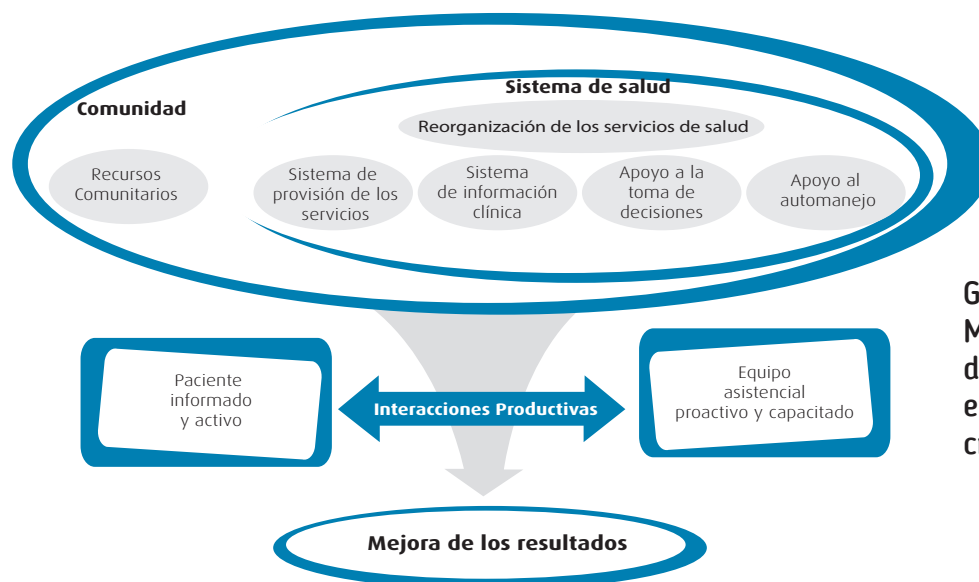 Comunidad
Sistema de salud
Reorganización de los servicios de salud
Recursos
Comunitarios
Sistema de
provisión de los
servicios
Sistema
de información
clínica
Apoyo a la
toma de
decisiones
Apoyo al
automanejo
Paciente
informado
y activo
Interacciones Productivas
Equipo
asistencial
proactivo y capacitado
Mejora de los resultados